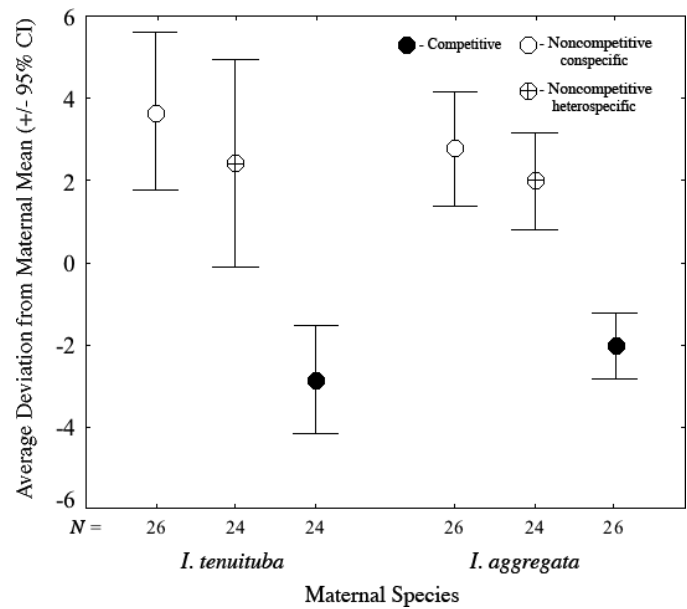 Average Deviation from Maternal Mean (+/- 95% CI)
6
4
2
0
-2
-4
-6
- Competitive
- Noncompetitive
conspecific
- Noncompetitive
heterospecific
N = 26 24 24 26 24 26
I. tenuituba I. aggregata
Maternal Species